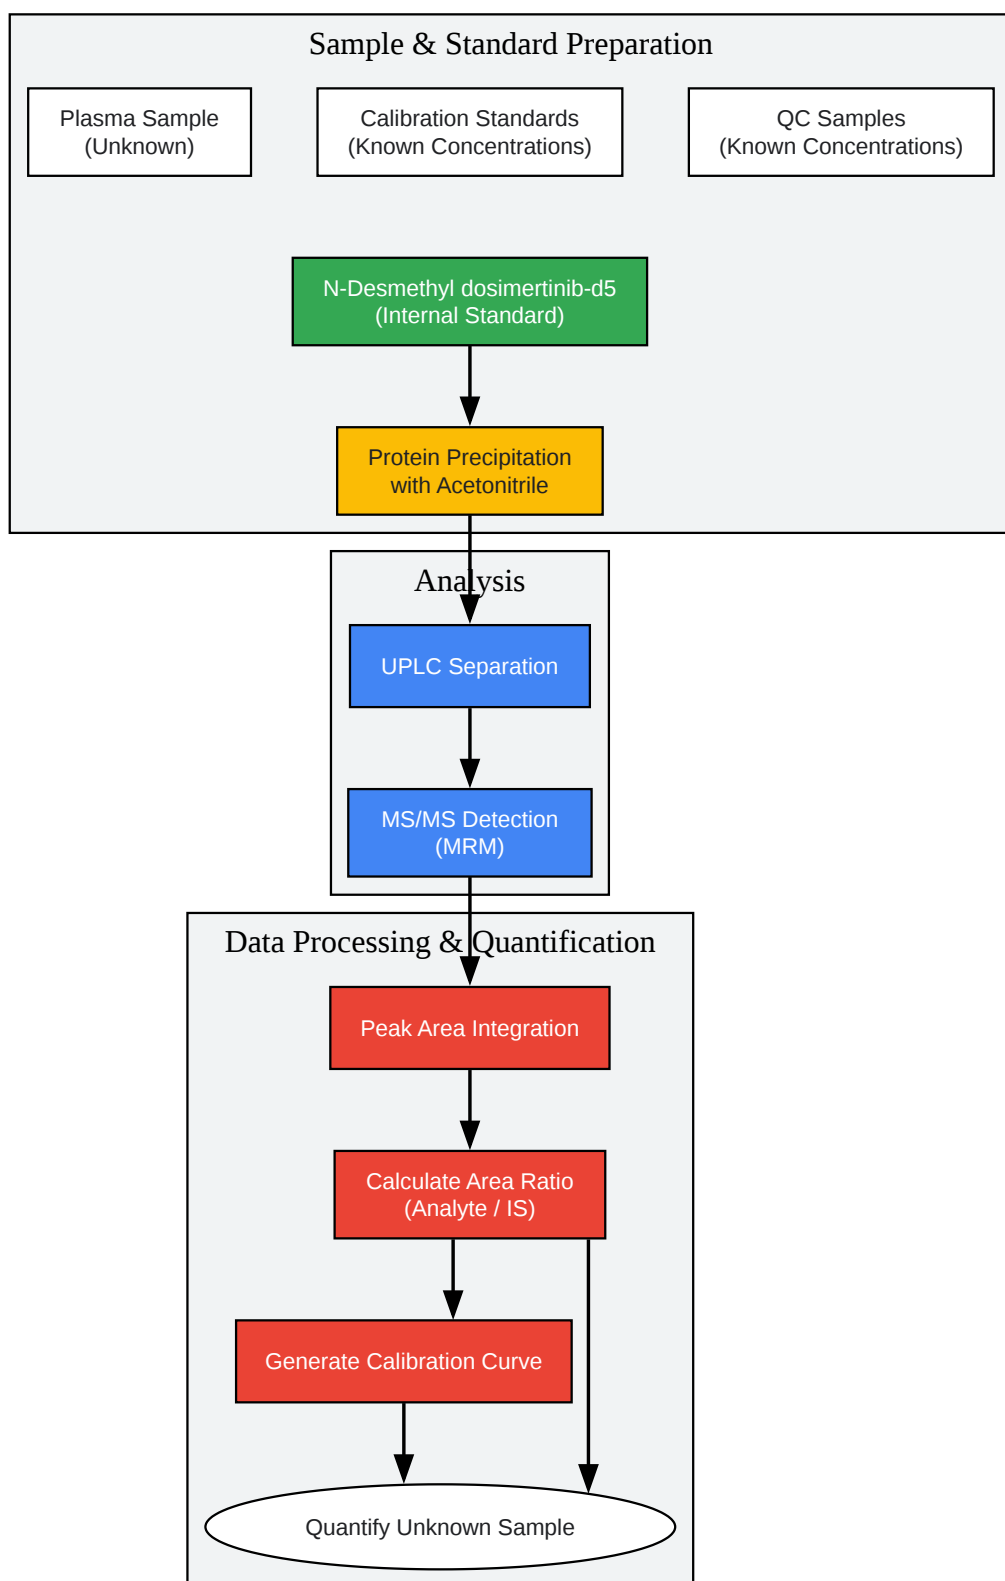 Sample & Standard Preparation
Plasma Sample
(Unknown)
Calibration Standards
(Known Concentrations)
QC Samples
(Known Concentrations)
N-Desmethyl dosimertinib-d5
(Internal Standard)
Protein Precipitation
with Acetonitrile
Analysis
UPLC Separation
MS/MS Detection
(MRM)
Data Processing & Quantification
Peak Area Integration
Calculate Area Ratio
(Analyte / IS)
Generate Calibration Curve
Quantify Unknown Sample